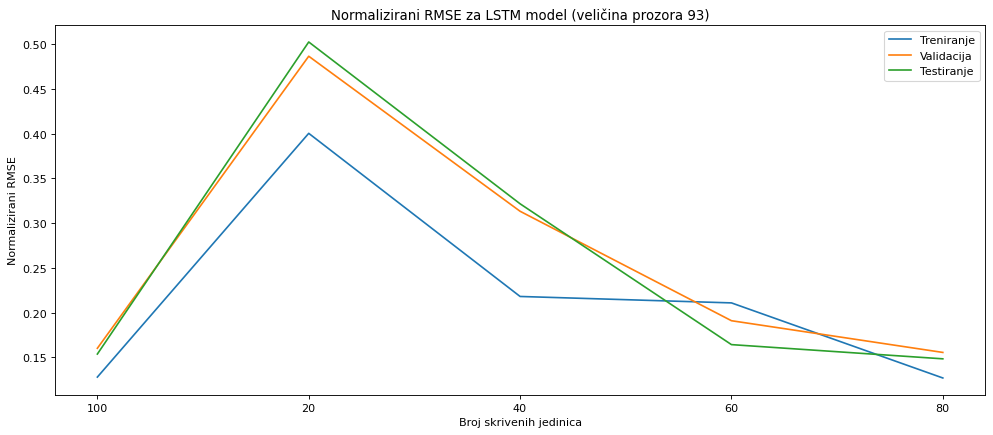 Normalizirani RMSE za LSTM model (veličina prozora 93)
Treniranje
Validacija
Testiranje
Normalizirani RMSE
0.50
0.45
0.40
0.35
0.30
0.25
0.20
0.15
100
20
40
60
80
Broj skrivenih jedinica